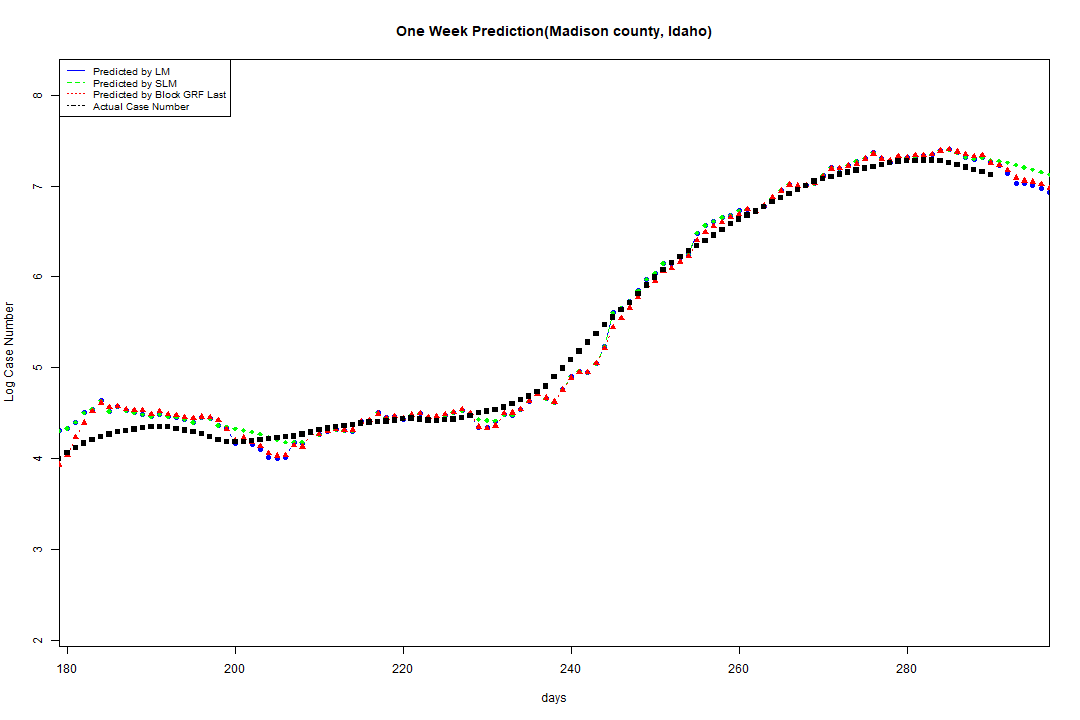 One Week Prediction(Madison county, Idaho)
Predicted by LM
Predicted by SLM
Predicted by Block GRF Last
Actual Case Number
8
7
6
5
4
3
2
Log Case Number
180 200 220 240 260 280
days